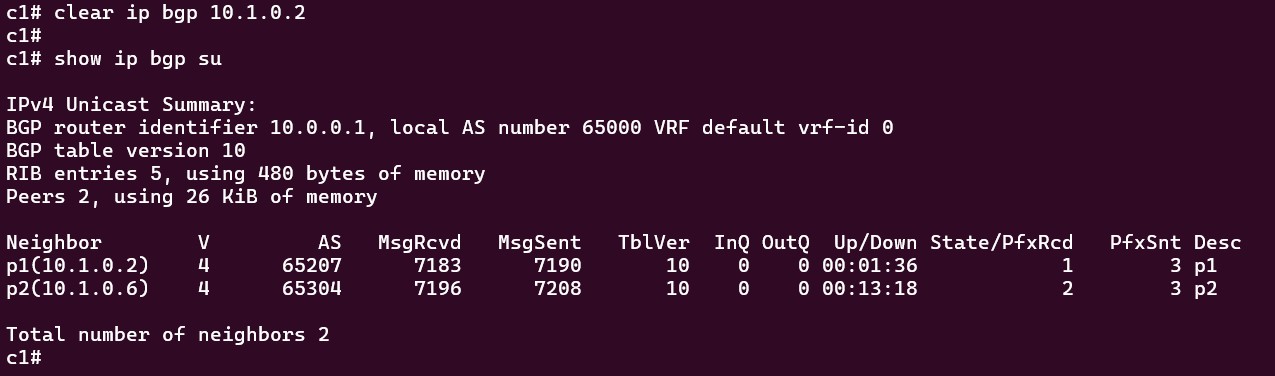 c1# clear ip bgp 10.1.0.2
c1#
c1# show ip bgp su
IPv4 Unicast Summary:
BGP router identifier 10.0.0.1, local AS number 65000 VRF default vrf-id 0
BGP table version 10
RIB entries 5, using 480 bytes of memory
Peers 2, using 26 KiB of memory
Neighbor        V         AS   MsgRcvd   MsgSent   TblVer  InQ OutQ  Up/Down State/PfxRcd   PfxSnt Desc
p1(10.1.0.2)    4      65207      7183      7190       10    0    0 00:01:36            1        3 p1
p2(10.1.0.6)    4      65304      7196      7208       10    0    0 00:13:18            2        3 p2
Total number of neighbors 2
c1#